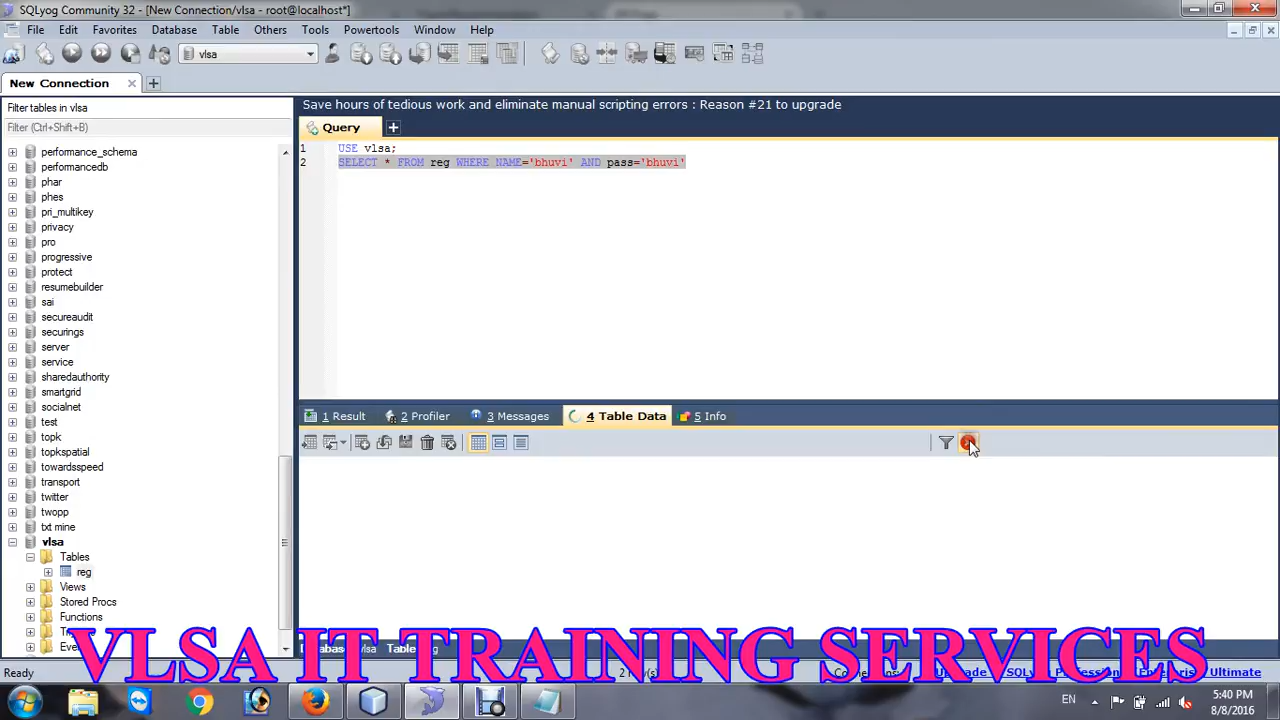 SQLyog Community 32 - [New Connection/vlsa - root@localhost*]
File Edit Favorites Database Table Others Tools Powertools Window Help
vlsa
New Connection
Filter tables in vlsa
Filter (Ctrl+Shift+B)
performance_schema
performancedb
phar
phes
pri_multikey
privacy
pro
progressive
protect
resumebuilder
sai
secureaudit
securings
server
service
sharedauthority
smartgrid
socialnet
test
topk
topkspatial
towardsspeed
transport
twitter
twopp
txt mine
vlsa
Tables
reg
Views
Stored Procs
Functions
Save hours of tedious work and eliminate manual scripting errors : Reason #21 to upgrade
Query
1 USE vlsa;
2 SELECT * FROM reg WHERE NAME='bhuvi' AND pass='bhuvi'
1 Result 2 Profiler 3 Messages 4 Table Data 5 Info
VLSA IT TRAINING SERVICES
Ready
Ultimate
EN
5:40 PM
8/8/2016